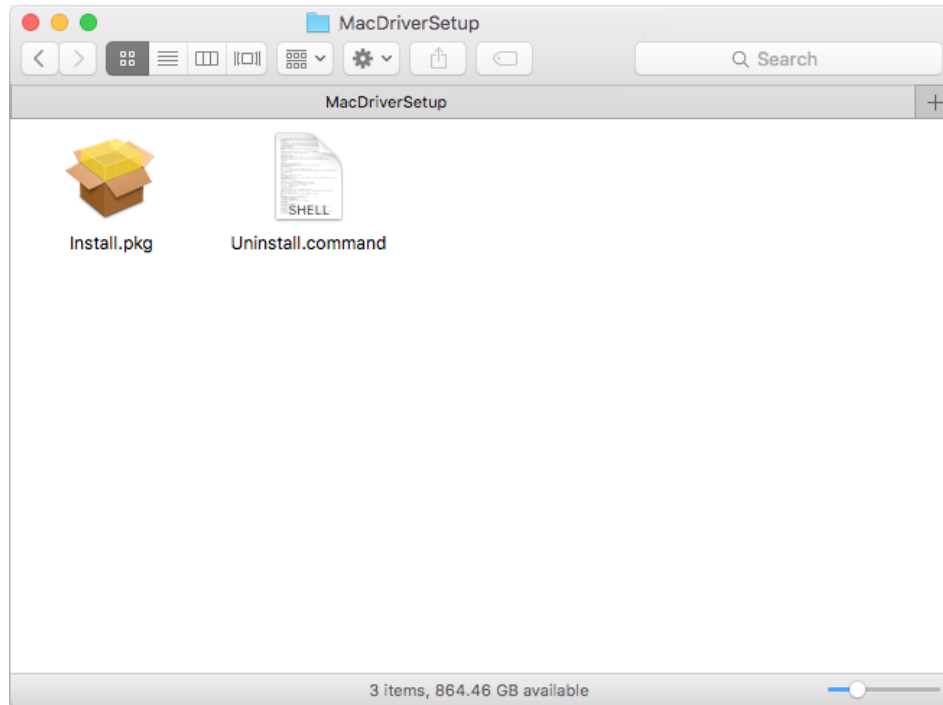 MacDriverSetup
Search
MacDriverSetup
SHELL
Install.pkg
Uninstall.command
3 items, 864.46 GB available